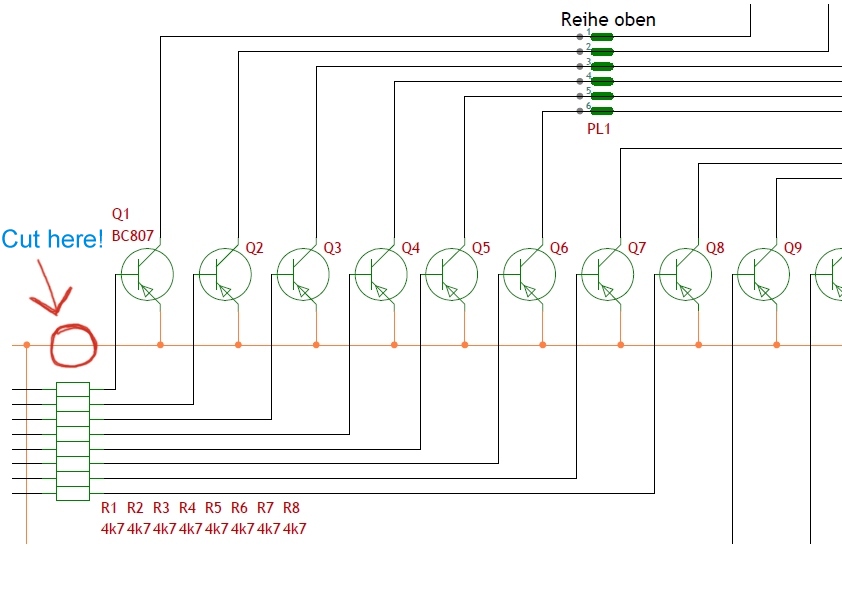 Reihe oben
1
2
3
4
5
6
PL1
Q1
BC807
Cut here!
Q2
Q3
Q4
Q5
Q6
Q7
Q8
Q9
R1 R2 R3 R4 R5 R6 R7 R8
4k7 4k7 4k7 4k7 4k7 4k7 4k7 4k7